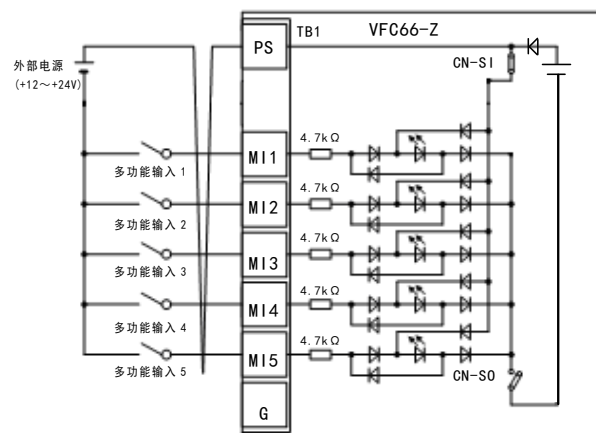 PS TB1 VFC66-Z
CN-SI
外部电源
(+12～+24V)
MI1 4.7kΩ
多功能输入 1
MI2 4.7kΩ
多功能输入 2
MI3 4.7kΩ
多功能输入 3
MI4 4.7kΩ
多功能输入 4
MI5 4.7kΩ
多功能输入 5
CN-SO
G